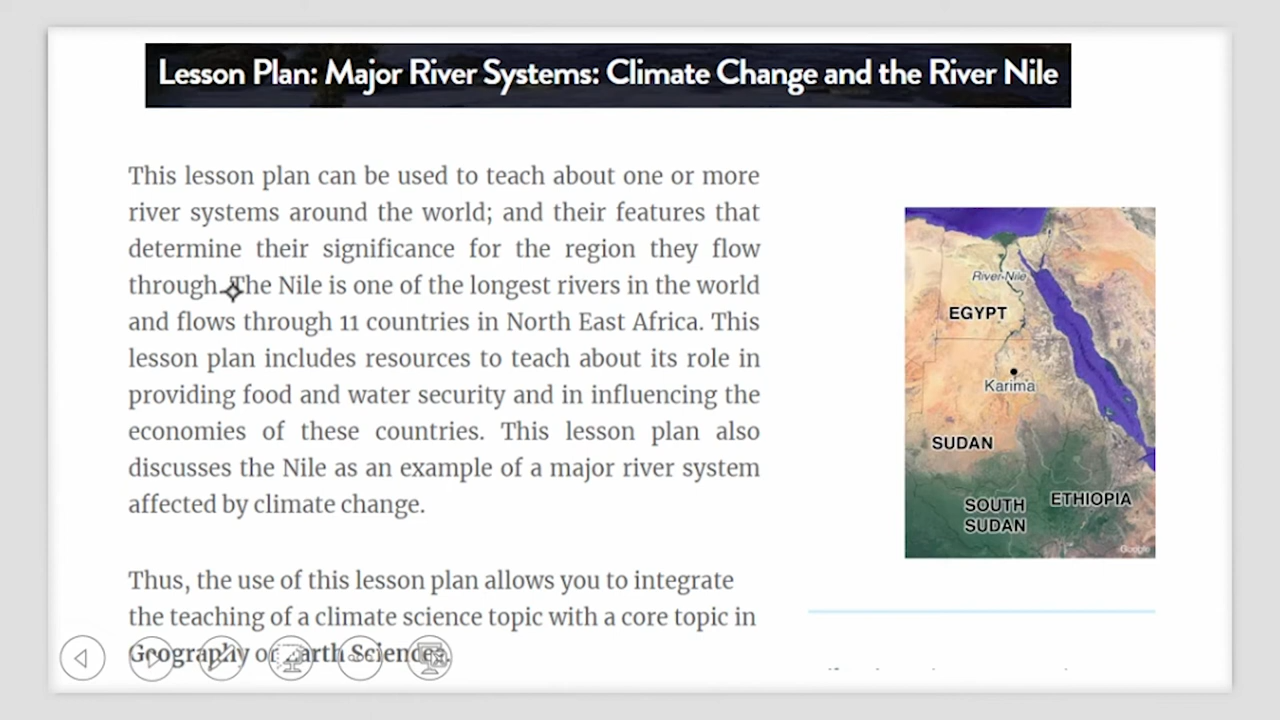 Lesson Plan: Major River Systems: Climate Change and the River Nile
This lesson plan can be used to teach about one or more
river systems around the world; and their features that
determine their significance for the region they flow
through. The Nile is one of the longest rivers in the world
and flows through 11 countries in North East Africa. This
lesson plan includes resources to teach about its role in
providing food and water security and in influencing the
economies of these countries. This lesson plan also
discusses the Nile as an example of a major river system
affected by climate change.
Thus, the use of this lesson plan allows you to integrate
the teaching of a climate science topic with a core topic in
Geography or Earth Sciences.
River Nile
EGYPT
Karima
SUDAN
SOUTH
SUDAN
ETHIOPIA
Google